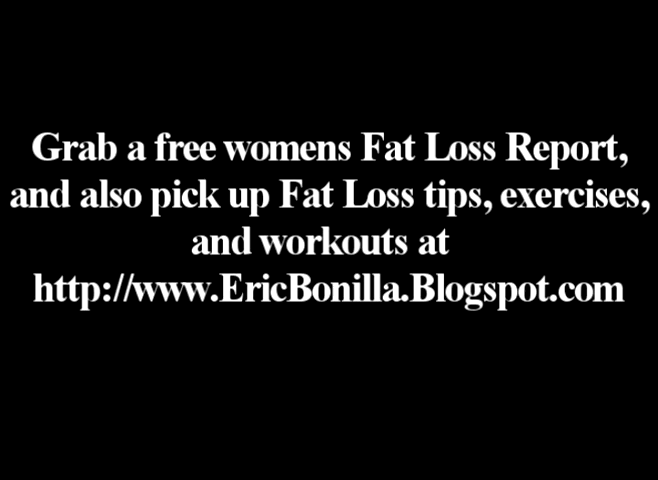 Grab a free womens Fat Loss Report,
and also pick up Fat Loss tips, exercises,
and workouts at
http://www.EricBonilla.Blogspot.com